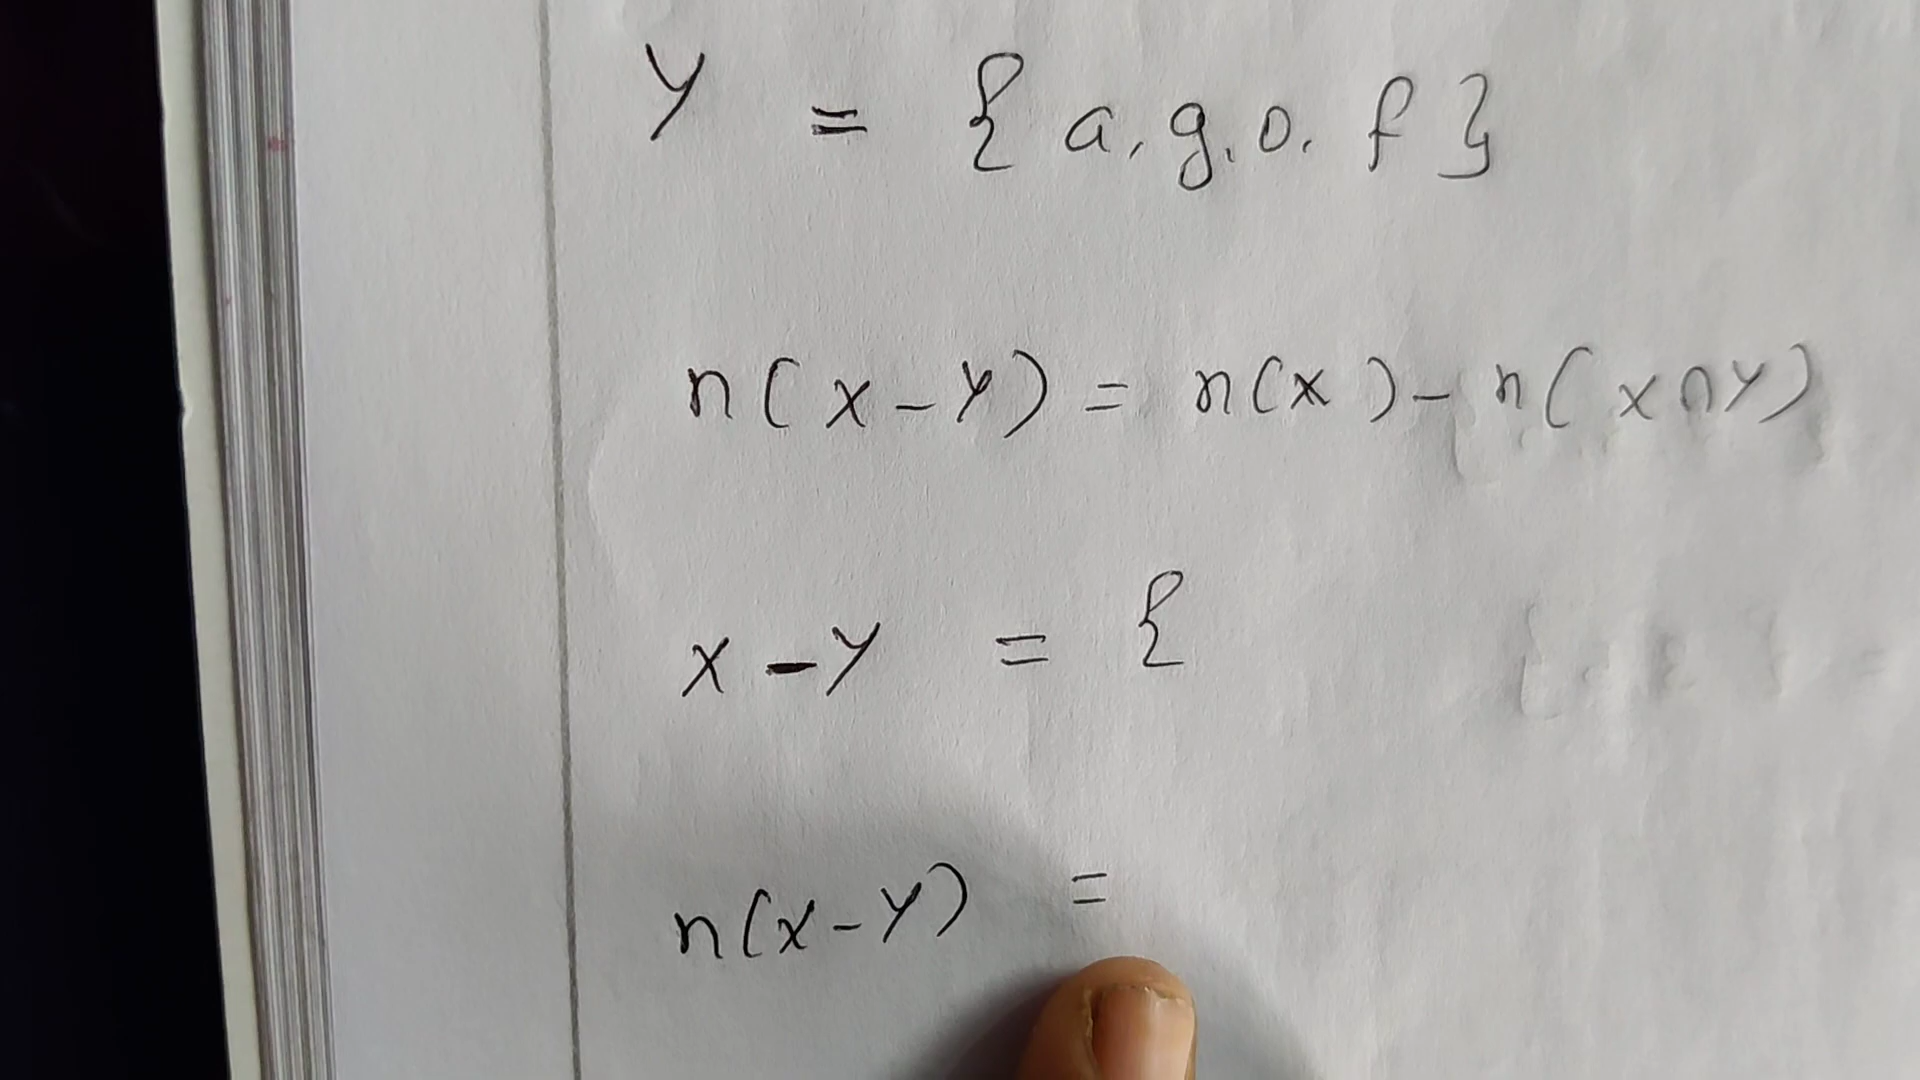 Y = { a, g, o, f }
n(X-Y) = n(X) - n(X∩Y)
X-Y = {
n(X-Y) =